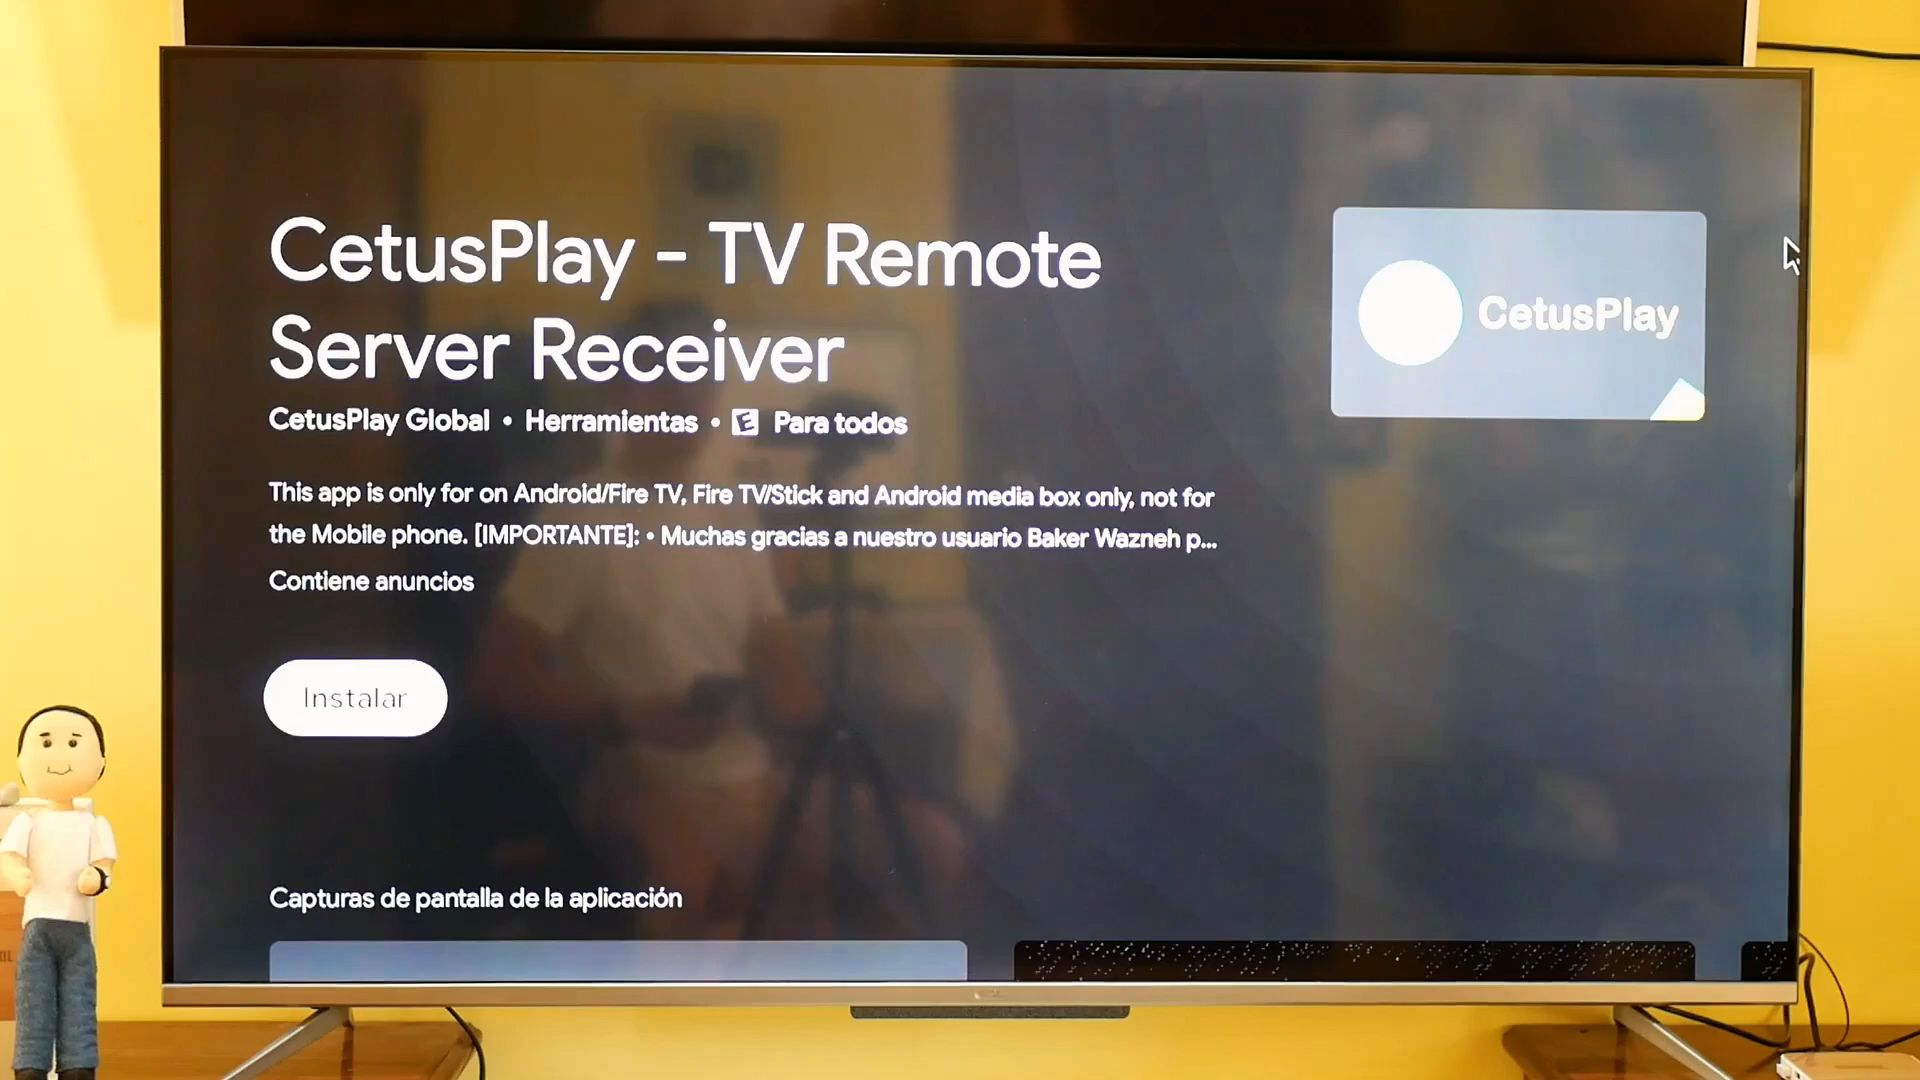 CetusPlay - TV Remote
Server Receiver
CetusPlay Global • Herramientas • E Para todos
This app is only for on Android/Fire TV, Fire TV/Stick and Android media box only, not for
the Mobile phone. [IMPORTANTE]: • Muchas gracias a nuestro usuario Baker Wazneh p...
Contiene anuncios
Instalar
Capturas de pantalla de la aplicación
CetusPlay